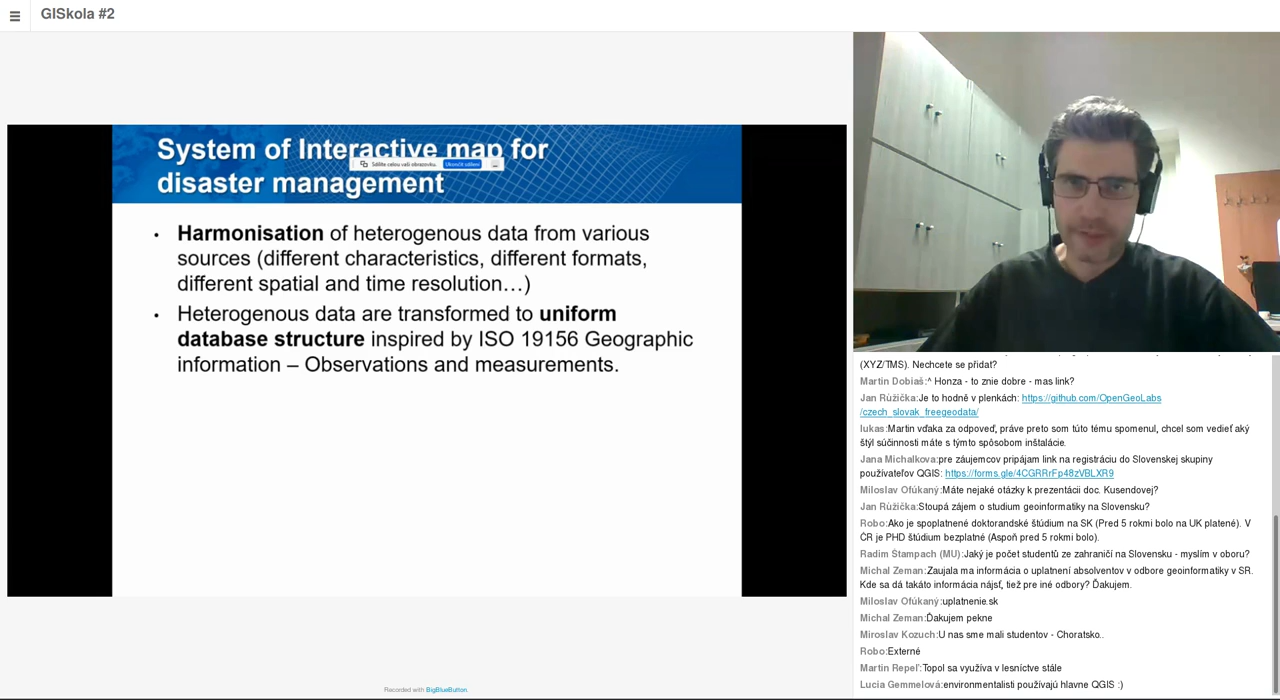 GISkola #2
System of Interactive map for
disaster management
Sdílíte celou vaši obrazovku.
Ukončit sdílení
...
• Harmonisation of heterogenous data from various
sources (different characteristics, different formats,
different spatial and time resolution…)
• Heterogenous data are transformed to uniform
database structure inspired by ISO 19156 Geographic
information – Observations and measurements.
(XYZ/TMS). Nechcete se přidat?
Martin Dobiaš:^ Honza - to znie dobre - mas link?
Jan Růžička:Je to hodně v plenkách: https://github.com/OpenGeoLabs
/czech_slovak_freegeodata/
lukas:Martin vďaka za odpoveď, práve preto som túto tému spomenul, chcel som vedieť aký
štýl súčinnosti máte s týmto spôsobom inštalácie.
Jana Michalkova:pre záujemcov pripájam link na registráciu do Slovenskej skupiny
používateľov QGIS: https://forms.gle/4CGRRrFp48zVBLXR9
Miloslav Ofúkaný:Máte nejaké otázky k prezentácii doc. Kusendovej?
Jan Růžička:Stoupá zájem o studium geoinformatiky na Slovensku?
Robo:Ako je spoplatnené doktorandské štúdium na SK (Pred 5 rokmi bolo na UK platené). V
ČR je PHD štúdium bezplatné (Aspoň pred 5 rokmi bolo).
Radim Štampach (MU):Jaký je počet studentů ze zahraničí na Slovensku - myslím v oboru?
Michal Zeman:Zaujala ma informácia o uplatnení absolventov v odbore geoinformatiky v SR.
Kde sa dá takáto informácia nájsť, tiež pre iné odbory? Ďakujem.
Miloslav Ofúkaný:uplatnenie.sk
Michal Zeman:Ďakujem pekne
Miroslav Kozuch:U nas sme mali studentov - Choratsko..
Robo:Externé
Martin Repeľ:Topol sa využíva v lesníctve stále
Lucia Gemmelová:environmentalisti používajú hlavne QGIS :)
Recorded with BigBlueButton.